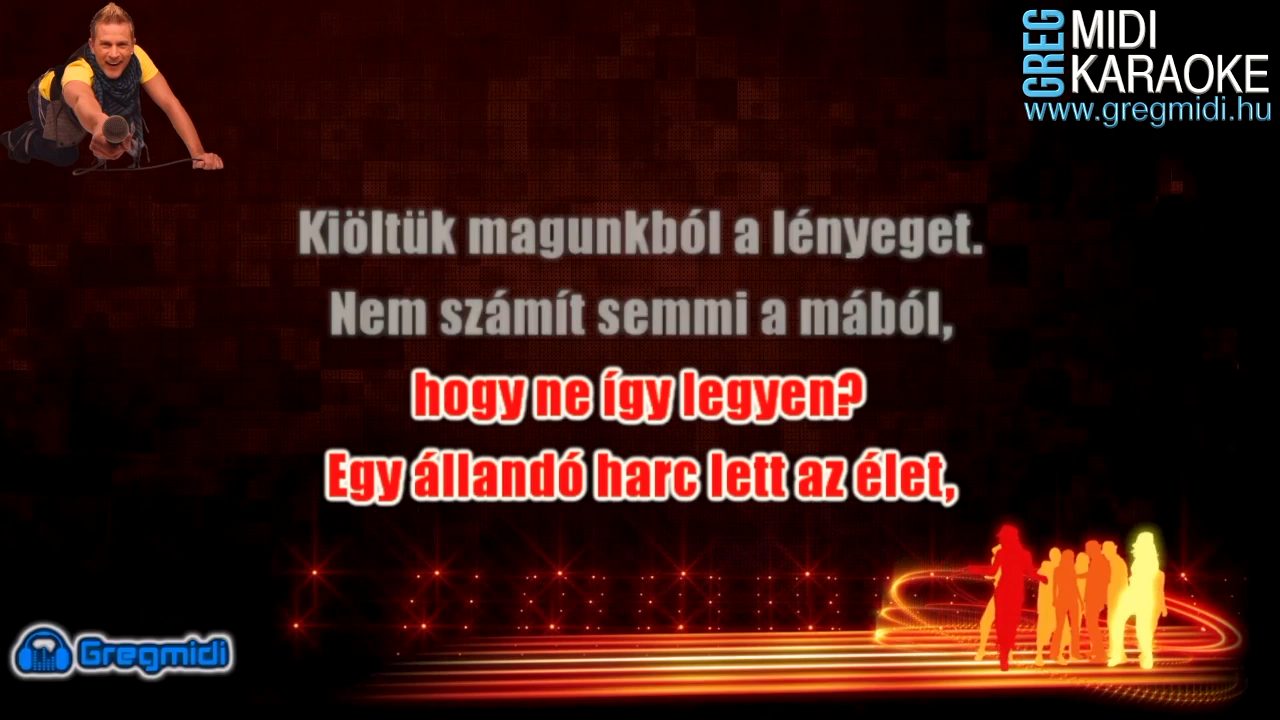 GREG MIDI
KARAOKE
www.gregmidi.hu
Kiöltük magunkból a lényeget.
Nem számít semmi a mából,
hogy ne így legyen?
Egy állandó harc lett az élet,
Gregmidi